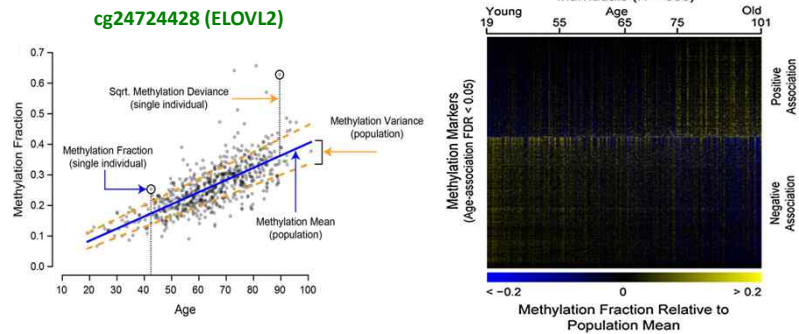 cg24724428 (ELOVL2)
Methylation Fraction
0.7
0.6
0.5
0.4
0.3
0.2
0.1
0.0
Sqrt. Methylation Deviance
(single individual)
Methylation Variance
(population)
Methylation Fraction
(single individual)
Methylation Mean
(population)
10 20 30 40 50 60 70 80 90 100
Age
Young Age Old
19 55 65 75 101
Methylation Markers
(Age-association FDR < 0.05)
Positive
Association
Negative
Association
< −0.2 0 > 0.2
Methylation Fraction Relative to
Population Mean